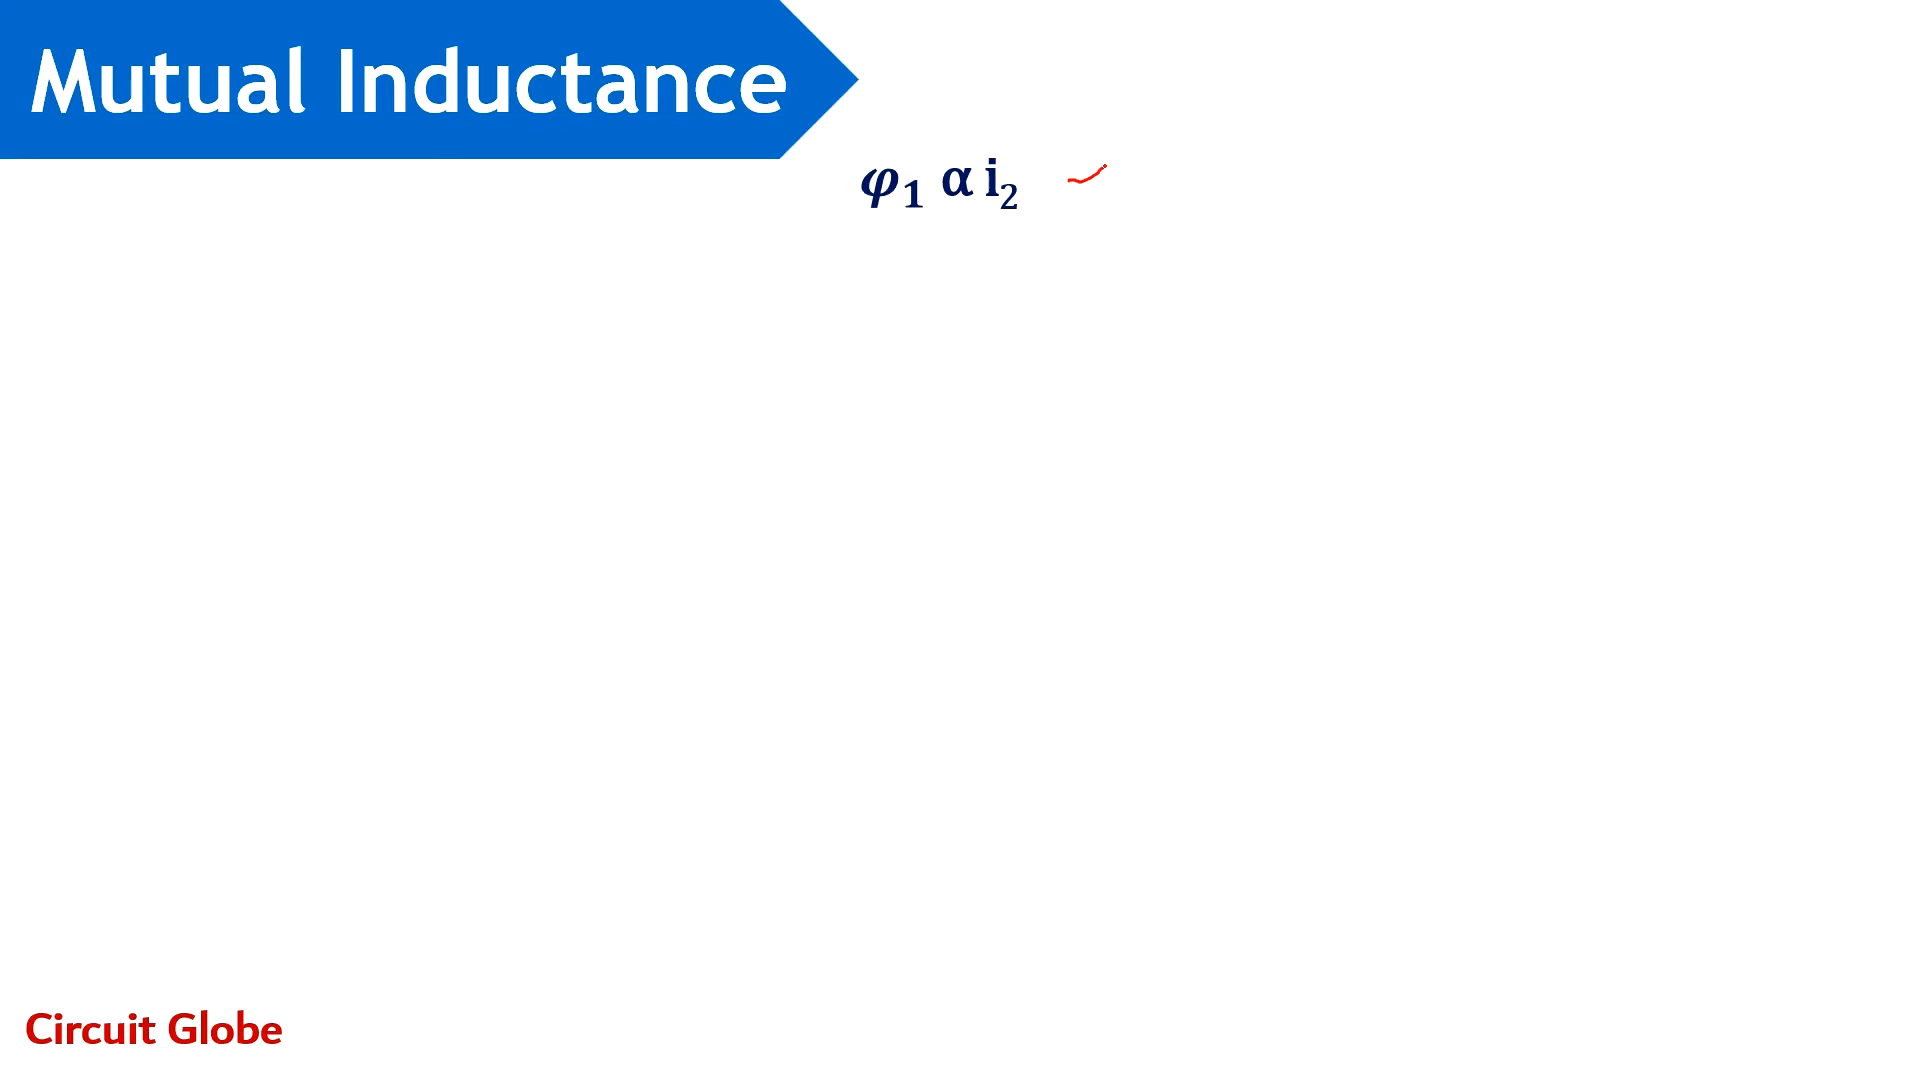 Mutual Inductance
φ₁ α i₂
Circuit Globe